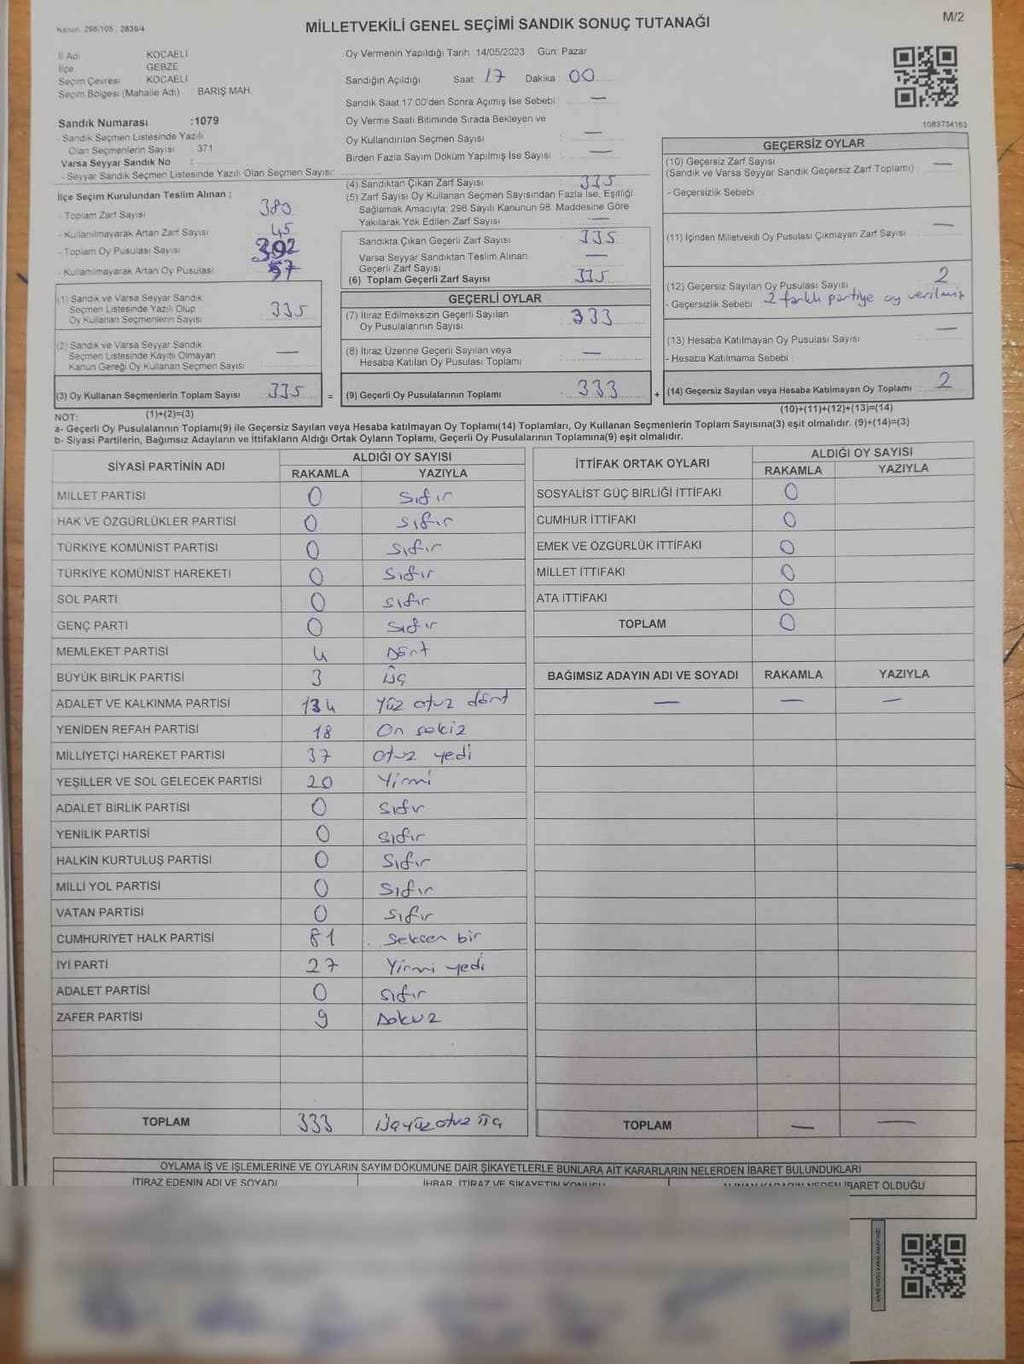 MİLLETVEKİLİ GENEL SEÇİMİ SANDIK SONUÇ TUTANAĞI
M/2
İl Adı KOCAELİ
İlçe GEBZE
Seçim Çevresi KOCAELİ
Seçim Bölgesi (Mahalle Adı) BARIŞ MAH.
Sandık Numarası :1079
- Sandık Seçmen Listesinde Yazılı
Olan Seçmenlerin Sayısı 371
Varsa Seyyar Sandık No
- Seyyar Sandık Seçmen Listesinde Yazılı Olan Seçmen Sayısı:
Oy Vermenin Yapıldığı Tarih: 14/05/2023 Gün: Pazar
Sandığın Açıldığı Saat 17 Dakika 00
Sandık Saat 17:00'den Sonra Açılmış İse Sebebi —
Oy Verme Saati Bitiminde Sırada Bekleyen ve
Oy Kullandırılan Seçmen Sayısı —
Birden Fazla Sayım Döküm Yapılmış İse Sayısı —
1083734163
İlçe Seçim Kurulundan Teslim Alınan ;
- Toplam Zarf Sayısı 380
- Kullanılmayarak Artan Zarf Sayısı 45
- Toplam Oy Pusulası Sayısı 392
- Kullanılmayarak Artan Oy Pusulası 57
(1) Sandık ve Varsa Seyyar Sandık
Seçmen Listesinde Yazılı Olup
Oy Kullanan Seçmenlerin Sayısı 335
(2) Sandık ve Varsa Seyyar Sandık
Seçmen Listesinde Kayıtlı Olmayan
Kanun Gereği Oy Kullanan Seçmen Sayısı —
(3) Oy Kullanan Seçmenlerin Toplam Sayısı 335 =
(4) Sandıktan Çıkan Zarf Sayısı 335
(5) Zarf Sayısı Oy Kullanan Seçmen Sayısından Fazla İse, Eşitliği
Sağlamak Amacıyla; 298 Sayılı Kanunun 98. Maddesine Göre
Yakılarak Yok Edilen Zarf Sayısı —
Sandıkta Çıkan Geçerli Zarf Sayısı 335
Varsa Seyyar Sandıktan Teslim Alınan
Geçerli Zarf Sayısı —
(6) Toplam Geçerli Zarf Sayısı 335
GEÇERLİ OYLAR
(7) İtiraz Edilmeksizin Geçerli Sayılan
Oy Pusulalarının Sayısı 333
(8) İtiraz Üzerine Geçerli Sayılan veya
Hesaba Katılan Oy Pusulası Toplamı —
(9) Geçerli Oy Pusulalarının Toplamı 333 +
GEÇERSİZ OYLAR
(10) Geçersiz Zarf Sayısı —
(Sandık ve Varsa Seyyar Sandık Geçersiz Zarf Toplamı)
- Geçersizlik Sebebi
(11) İçinden Milletvekili Oy Pusulası Çıkmayan Zarf Sayısı —
(12) Geçersiz Sayılan Oy Pusulası Sayısı 2
- Geçersizlik Sebebi 2 farklı partiye oy verilmiş
(13) Hesaba Katılmayan Oy Pusulası Sayısı —
- Hesaba Katılmama Sebebi
(14) Geçersiz Sayılan veya Hesaba Katılmayan Oy Toplamı 2
NOT: (1)+(2)=(3)
(10)+(11)+(12)+(13)=(14)
a- Geçerli Oy Pusulasının Toplamı(9) ile Geçersiz Sayılan veya Hesaba katılmayan Oy Toplamı(14) Toplamları, Oy Kullanan Seçmenlerin Toplam Sayısına(3) eşit olmalıdır. (9)+(14)=(3)
b- Siyasi Partilerin, Bağımsız Adayların ve İttifakların Aldığı Ortak Oyların Toplamı, Geçerli Oy Pusulalarının Toplamına(9) eşit olmalıdır.
SİYASİ PARTİNİN ADI ALDIĞI OY SAYISI
RAKAMLA YAZIYLA
MİLLET PARTİSİ 0 sıfır
HAK VE ÖZGÜRLÜKLER PARTİSİ 0 sıfır
TÜRKİYE KOMÜNİST PARTİSİ 0 sıfır
TÜRKİYE KOMÜNİST HAREKETİ 0 sıfır
SOL PARTİ 0 sıfır
GENÇ PARTİ 0 sıfır
MEMLEKET PARTİSİ 4 Dört
BÜYÜK BİRLİK PARTİSİ 3 üç
ADALET VE KALKINMA PARTİSİ 134 Yüz otuz dört
YENİDEN REFAH PARTİSİ 18 On sekiz
MİLLİYETÇİ HAREKET PARTİSİ 37 otuz yedi
YEŞİLLER VE SOL GELECEK PARTİSİ 20 Yirmi
ADALET BİRLİK PARTİSİ 0 sıfır
YENİLİK PARTİSİ 0 sıfır
HALKIN KURTULUŞ PARTİSİ 0 sıfır
MİLLİ YOL PARTİSİ 0 sıfır
VATAN PARTİSİ 0 sıfır
CUMHURİYET HALK PARTİSİ 81 Seksen bir
İYİ PARTİ 27 Yirmi yedi
ADALET PARTİSİ 0 sıfır
ZAFER PARTİSİ 9 Dokuz
TOPLAM 333 Üçyüz otuz üç
İTTİFAK ORTAK OYLARI ALDIĞI OY SAYISI
RAKAMLA YAZIYLA
SOSYALİST GÜÇ BİRLİĞİ İTTİFAKI 0
CUMHUR İTTİFAKI 0
EMEK VE ÖZGÜRLÜK İTTİFAKI 0
MİLLET İTTİFAKI 0
ATA İTTİFAKI 0
TOPLAM 0
BAĞIMSIZ ADAYIN ADI VE SOYADI RAKAMLA YAZIYLA
— — —
TOPLAM — —
OYLAMA İŞ VE İŞLEMLERİNE VE OYLARIN SAYIM DÖKÜMÜNE DAİR ŞİKAYETLERLE BUNLARA AİT KARARLARIN NELERDEN İBARET BULUNDUKLARI
İTİRAZ EDENİN ADI VE SOYADI İHBAR, İTİRAZ VE ŞİKAYETİN KONUSU ALINAN KARARIN NEDEN İBARET OLDUĞU